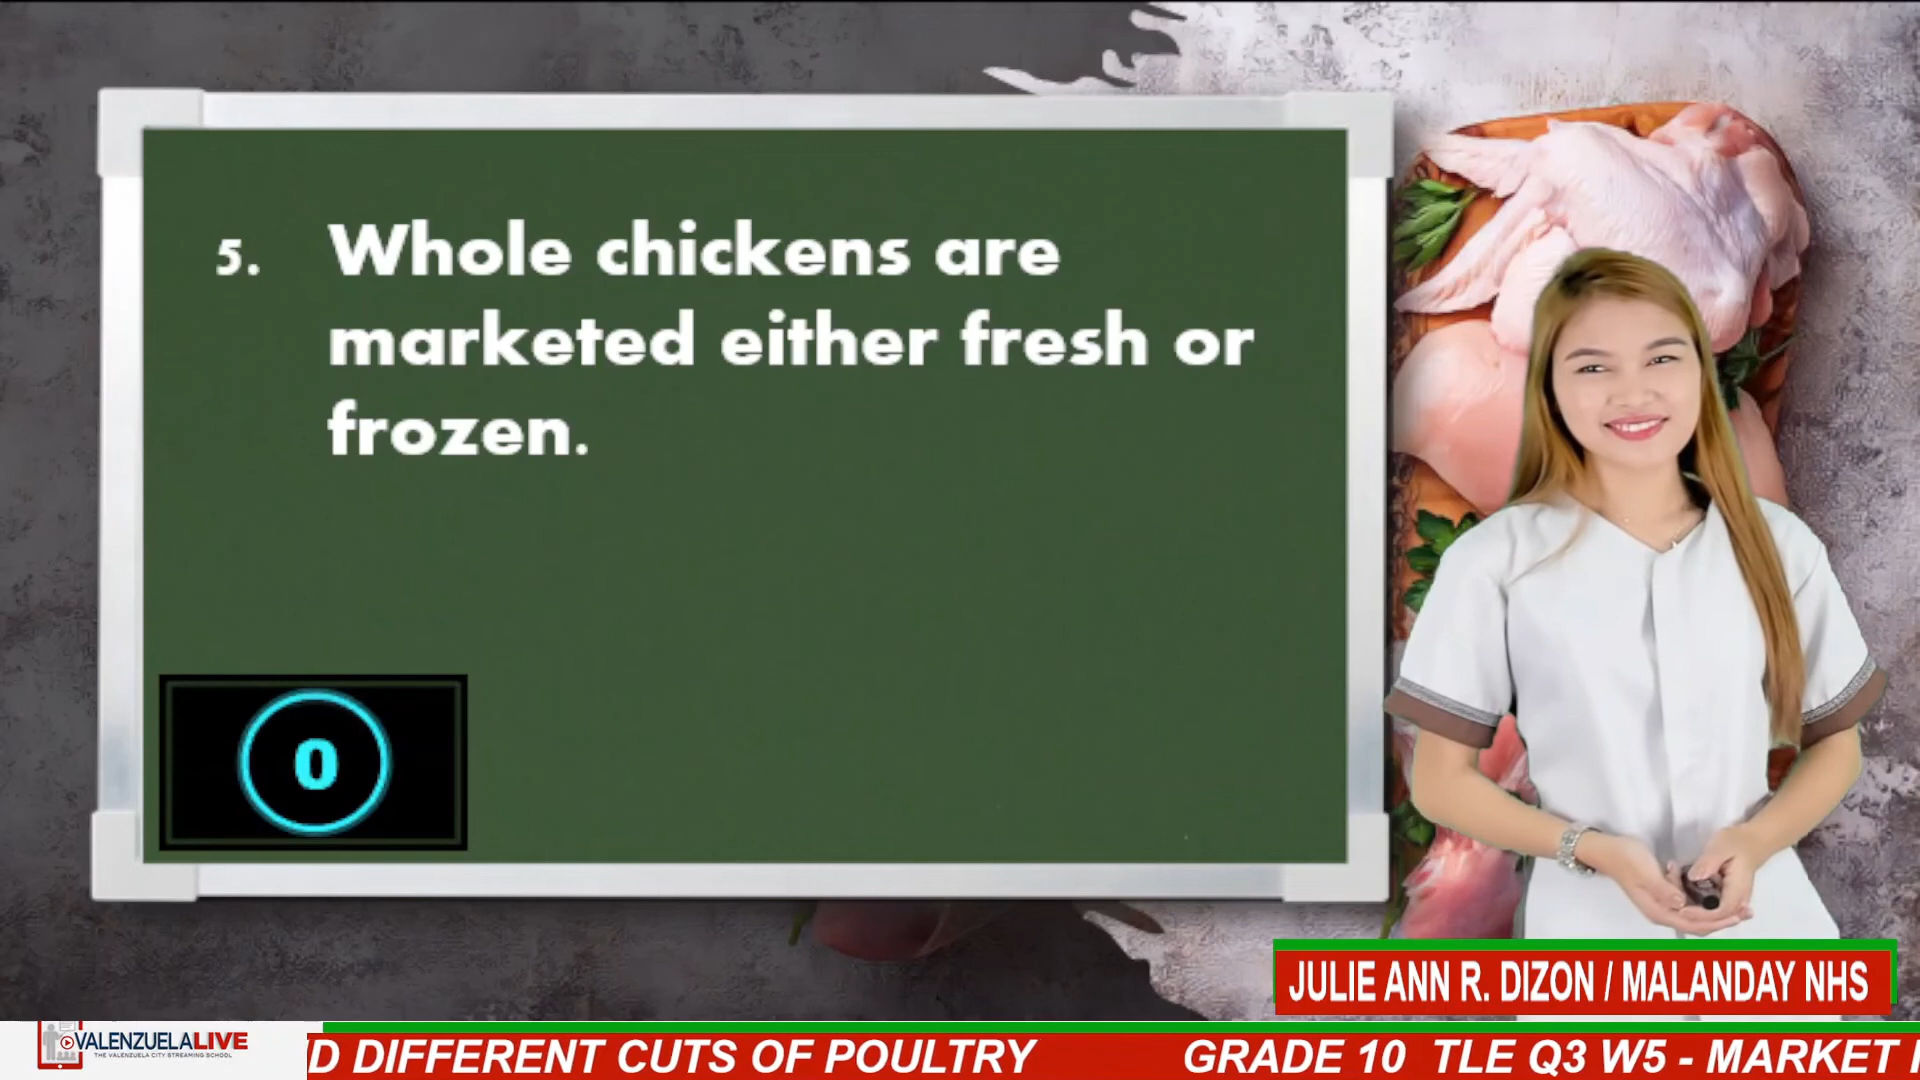 5. Whole chickens are
marketed either fresh or
frozen.
0
JULIE ANN R. DIZON / MALANDAY NHS
VALENZUELALIVE
THE VALENZUELA CITY STREAMING SCHOOL
D DIFFERENT CUTS OF POULTRY GRADE 10 TLE Q3 W5 - MARKET